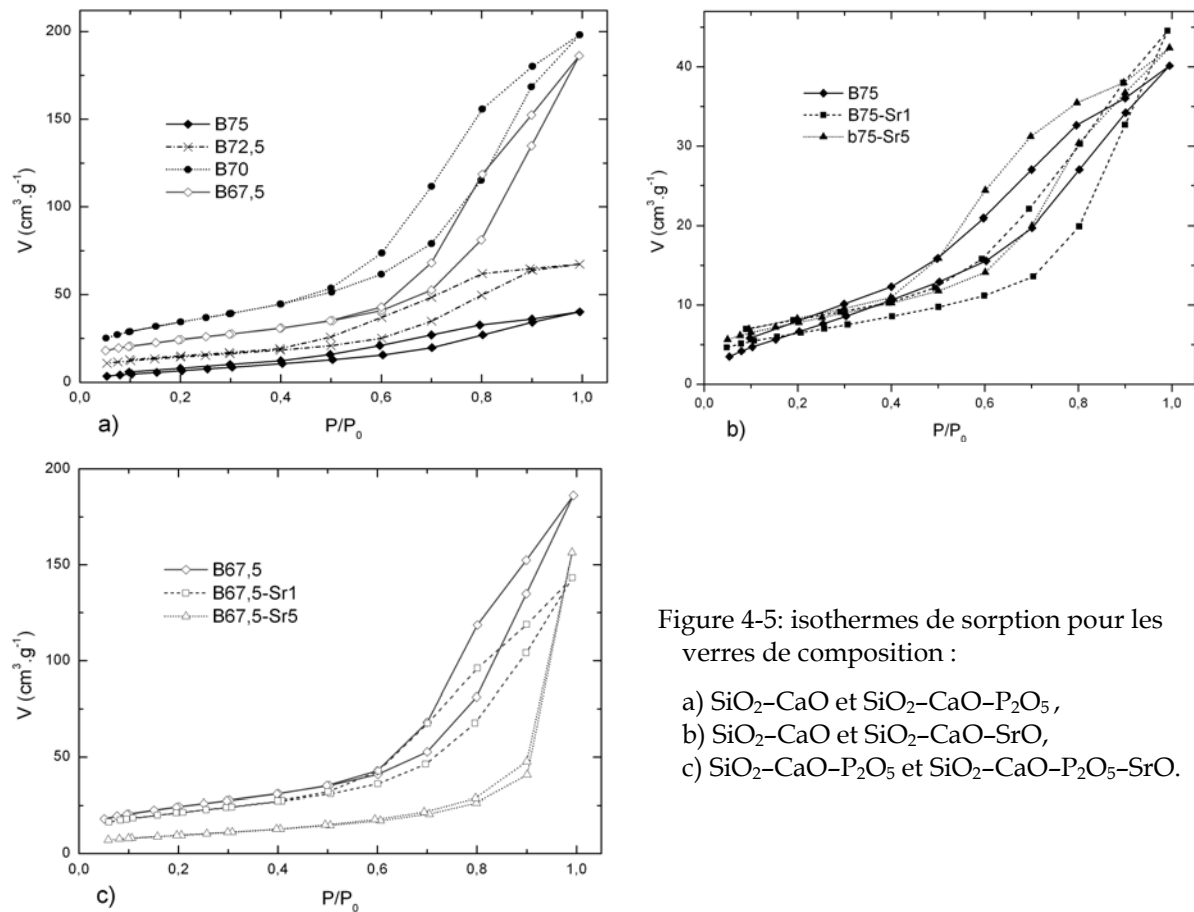 200
150
100
50
0
V (cm³.g⁻¹)
B75
B72,5
B70
B67,5
0,0 0,2 0,4 0,6 0,8 1,0
P/P₀
a)
40
30
20
10
0
V (cm³.g⁻¹)
B75
B75-Sr1
b75-Sr5
0,0 0,2 0,4 0,6 0,8 1,0
P/P₀
b)
200
150
100
50
0
V (cm³.g⁻¹)
B67,5
B67,5-Sr1
B67,5-Sr5
0,0 0,2 0,4 0,6 0,8 1,0
P/P₀
c)
Figure 4-5: isothermes de sorption pour les
verres de composition :
a) SiO₂–CaO et SiO₂–CaO–P₂O₅ ,
b) SiO₂–CaO et SiO₂–CaO–SrO,
c) SiO₂–CaO–P₂O₅ et SiO₂–CaO–P₂O₅–SrO.